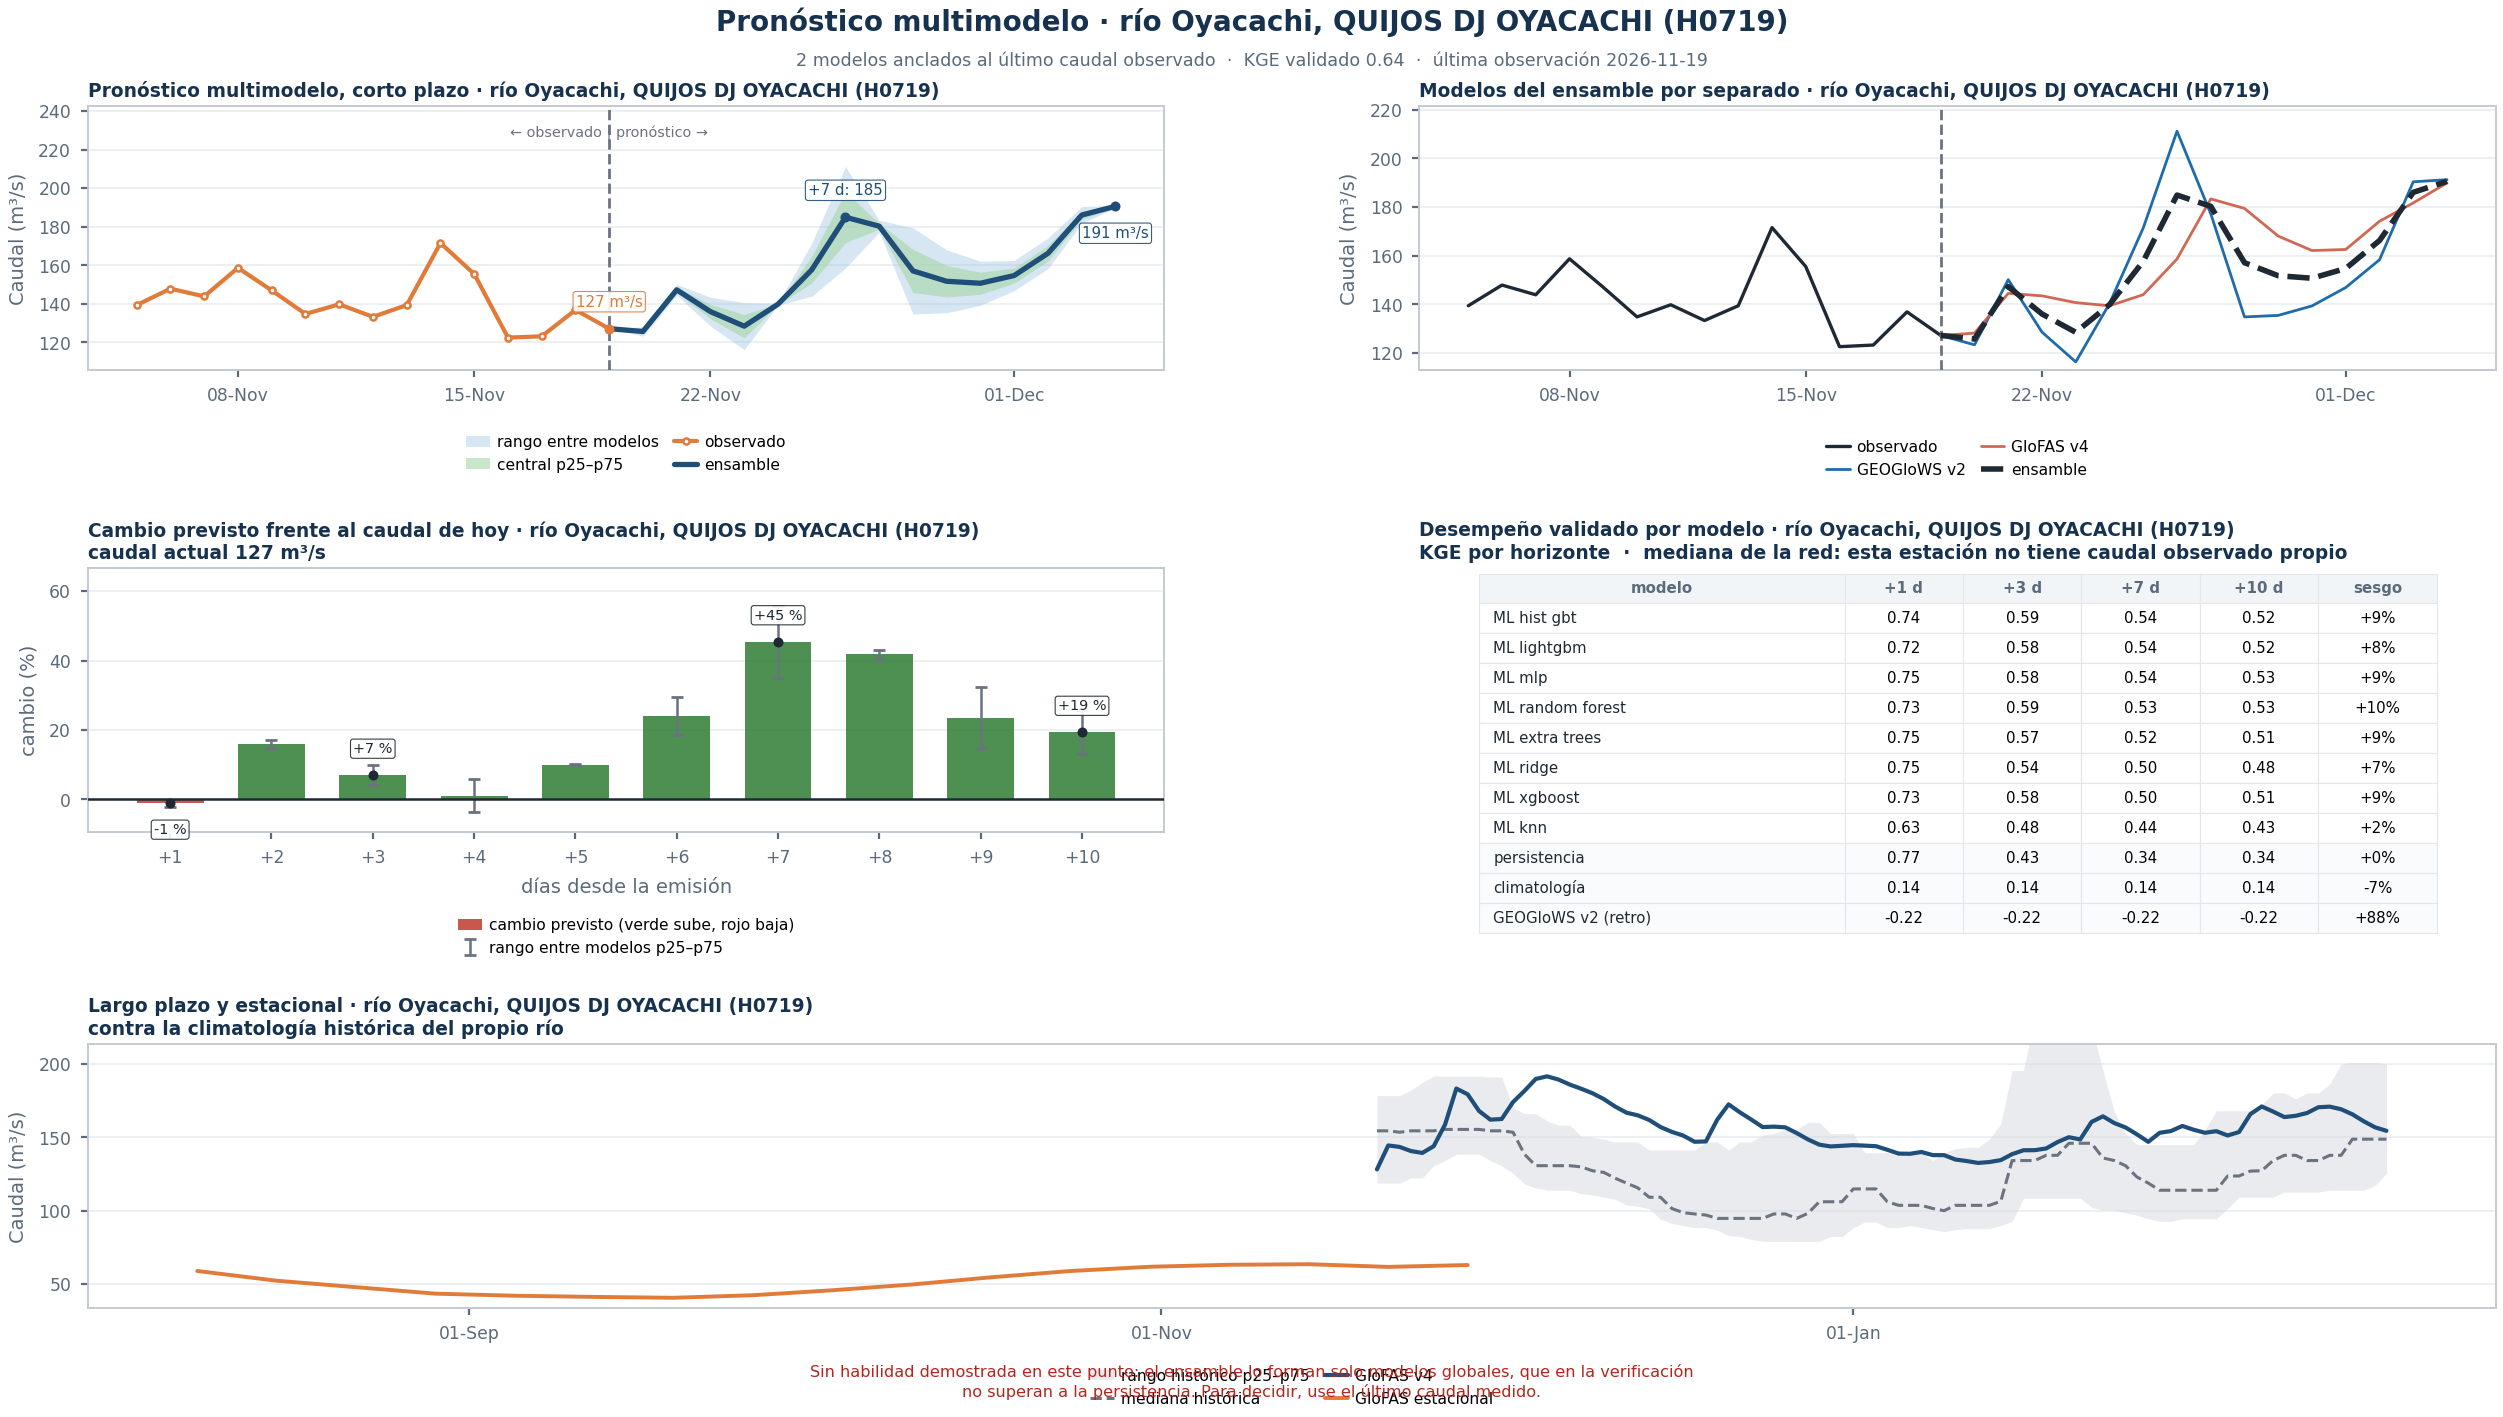 Pronóstico multimodelo · río Oyacachi, QUIJOS DJ OYACACHI (H0719)
2 modelos anclados al último caudal observado · KGE validado 0.64 · última observación 2026-11-19
Pronóstico multimodelo, corto plazo · río Oyacachi, QUIJOS DJ OYACACHI (H0719)
Caudal (m³/s)
240
220
200
180
160
140
120
← observado
pronóstico →
+7 d: 185
127 m³/s
191 m³/s
08-Nov
15-Nov
22-Nov
01-Dec
rango entre modelos
central p25–p75
observado
ensamble
Modelos del ensamble por separado · río Oyacachi, QUIJOS DJ OYACACHI (H0719)
Caudal (m³/s)
220
200
180
160
140
120
08-Nov
15-Nov
22-Nov
01-Dec
observado
GEOGloWS v2
GloFAS v4
ensamble
Cambio previsto frente al caudal de hoy · río Oyacachi, QUIJOS DJ OYACACHI (H0719)
caudal actual 127 m³/s
cambio (%)
60
40
20
0
-1 %
+7 %
+45 %
+19 %
+1
+2
+3
+4
+5
+6
+7
+8
+9
+10
días desde la emisión
cambio previsto (verde sube, rojo baja)
rango entre modelos p25–p75
Desempeño validado por modelo · río Oyacachi, QUIJOS DJ OYACACHI (H0719)
KGE por horizonte · mediana de la red: esta estación no tiene caudal observado propio
modelo +1 d +3 d +7 d +10 d sesgo
ML hist gbt 0.74 0.59 0.54 0.52 +9%
ML lightgbm 0.72 0.58 0.54 0.52 +8%
ML mlp 0.75 0.58 0.54 0.53 +9%
ML random forest 0.73 0.59 0.53 0.53 +10%
ML extra trees 0.75 0.57 0.52 0.51 +9%
ML ridge 0.75 0.54 0.50 0.48 +7%
ML xgboost 0.73 0.58 0.50 0.51 +9%
ML knn 0.63 0.48 0.44 0.43 +2%
persistencia 0.77 0.43 0.34 0.34 +0%
climatología 0.14 0.14 0.14 0.14 -7%
GEOGloWS v2 (retro) -0.22 -0.22 -0.22 -0.22 +88%
Largo plazo y estacional · río Oyacachi, QUIJOS DJ OYACACHI (H0719)
contra la climatología histórica del propio río
Caudal (m³/s)
200
150
100
50
01-Sep
01-Nov
01-Jan
Sin habilidad demostrada en este punto: el ensamble lo forman solo modelos globales, que en la verificación
no superan a la persistencia. Para decidir, use el último caudal medido.
rango histórico p25–p75
mediana histórica
GloFAS v4
GloFAS estacional